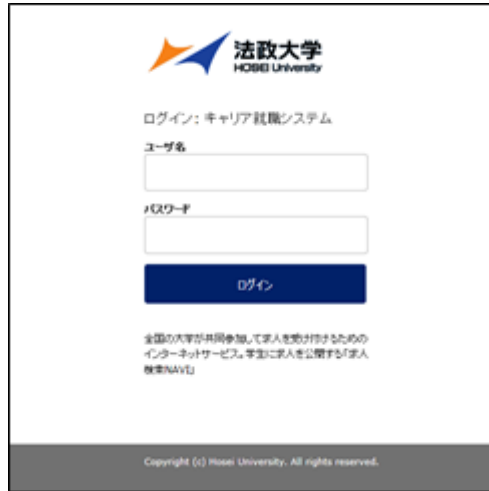 法政大学
HOSEI University
ログイン: キャリア就職システム
ユーザ名
パスワード
ログイン
全国の大学が共同参加して求人を受け付けるための
インターネットサービス。学生に求人を公開する「求人
検索NAVI」
Copyright (c) Hosei University. All rights reserved.